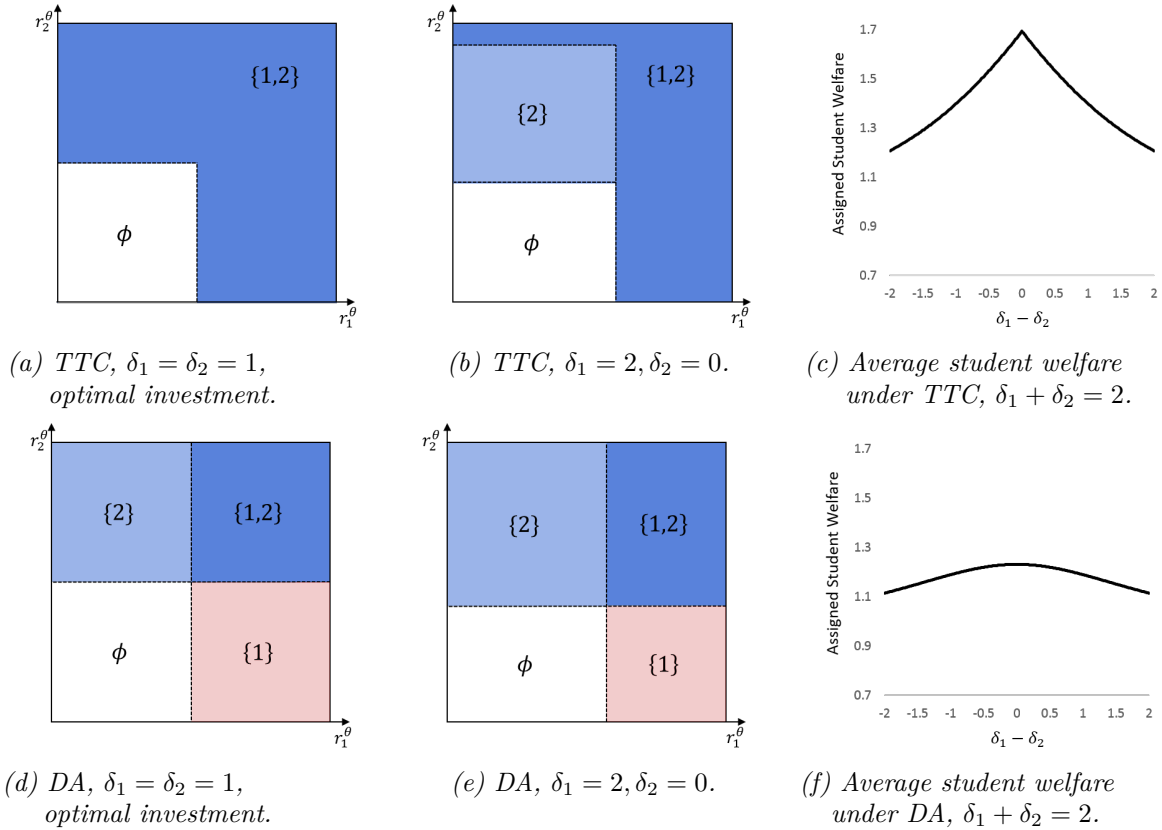 r₂^θ
{1,2}
ϕ
r₁^θ
(a) TTC, δ₁ = δ₂ = 1,
optimal investment.
r₂^θ
{1,2}
{2}
ϕ
r₁^θ
(b) TTC, δ₁ = 2, δ₂ = 0.
Assigned Student Welfare
1.7
1.5
1.3
1.1
0.9
0.7
-2 -1.5 -1 -0.5 0 0.5 1 1.5 2
δ₁ − δ₂
(c) Average student welfare
under TTC, δ₁ + δ₂ = 2.
r₂^θ
{2} {1,2}
ϕ {1}
r₁^θ
(d) DA, δ₁ = δ₂ = 1,
optimal investment.
r₂^θ
{2} {1,2}
ϕ {1}
r₁^θ
(e) DA, δ₁ = 2, δ₂ = 0.
Assigned Student Welfare
1.7
1.5
1.3
1.1
0.9
0.7
-2 -1.5 -1 -0.5 0 0.5 1 1.5 2
δ₁ − δ₂
(f) Average student welfare
under DA, δ₁ + δ₂ = 2.